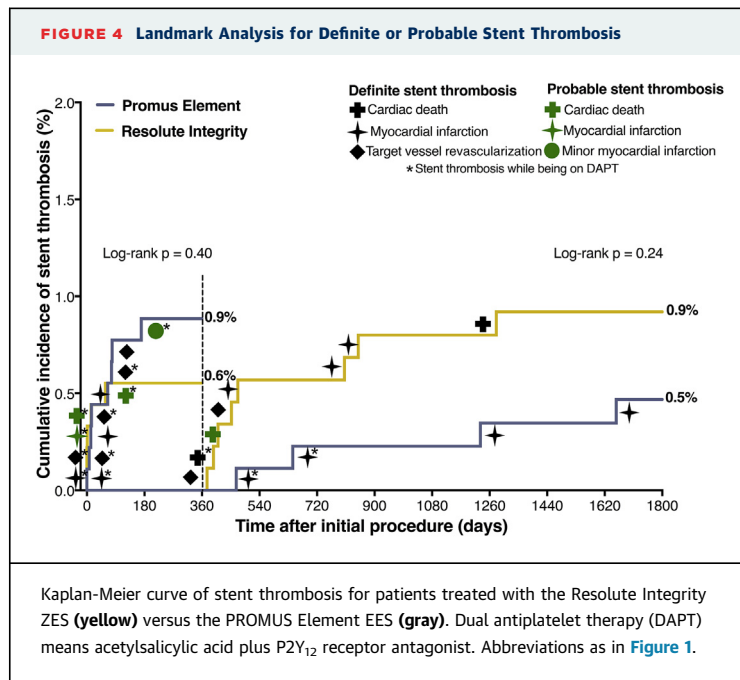 FIGURE 4 Landmark Analysis for Definite or Probable Stent Thrombosis
Cumulative incidence of stent thrombosis (%)
2.0
1.5
1.0
0.5
0.0
Promus Element
Resolute Integrity
Definite stent thrombosis
Cardiac death
Myocardial infarction
Target vessel revascularization
Probable stent thrombosis
Cardiac death
Myocardial infarction
Minor myocardial infarction
* Stent thrombosis while being on DAPT
Log-rank p = 0.40
Log-rank p = 0.24
0.9%
0.6%
0.9%
0.5%
0 180 360 540 720 900 1080 1260 1440 1620 1800
Time after initial procedure (days)
Kaplan-Meier curve of stent thrombosis for patients treated with the Resolute Integrity
ZES (yellow) versus the PROMUS Element EES (gray). Dual antiplatelet therapy (DAPT)
means acetylsalicylic acid plus P2Y12 receptor antagonist. Abbreviations as in Figure 1.